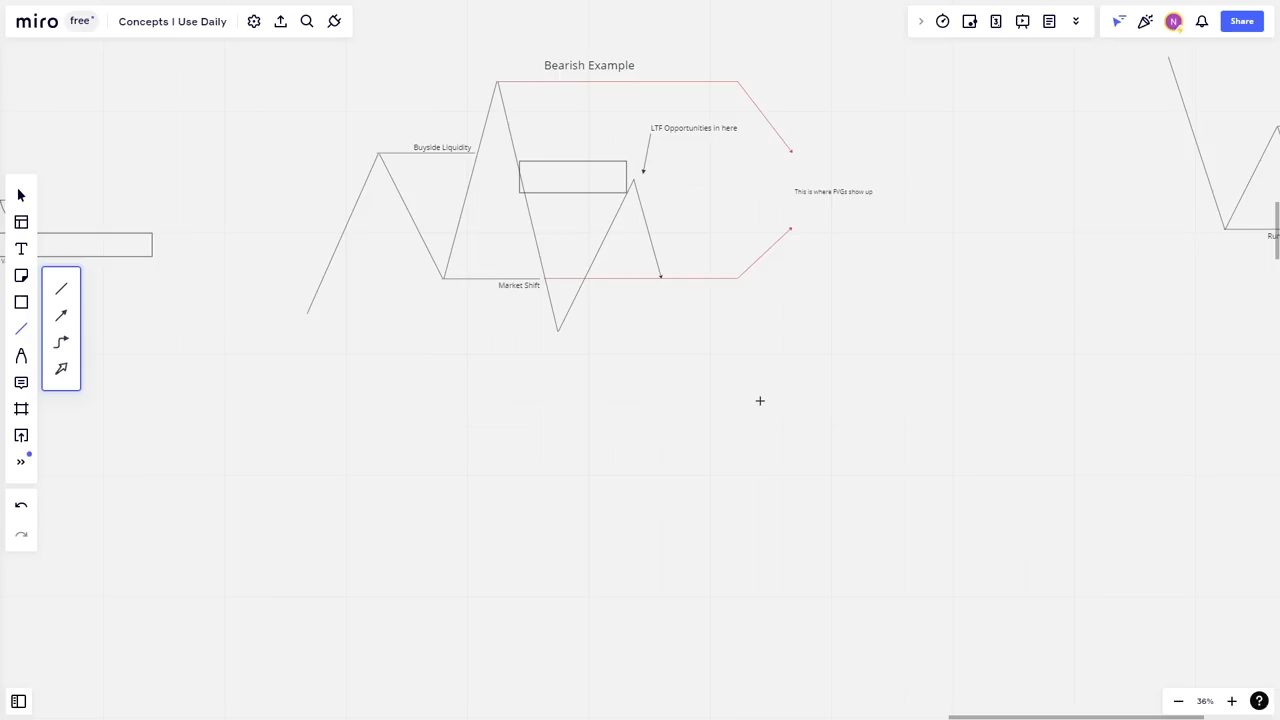 miro free Concepts I Use Daily
3 N Share
Bearish Example
LTF Opportunities in here
Buyside Liquidity
This is where FVGs show up
Market Shift
36%